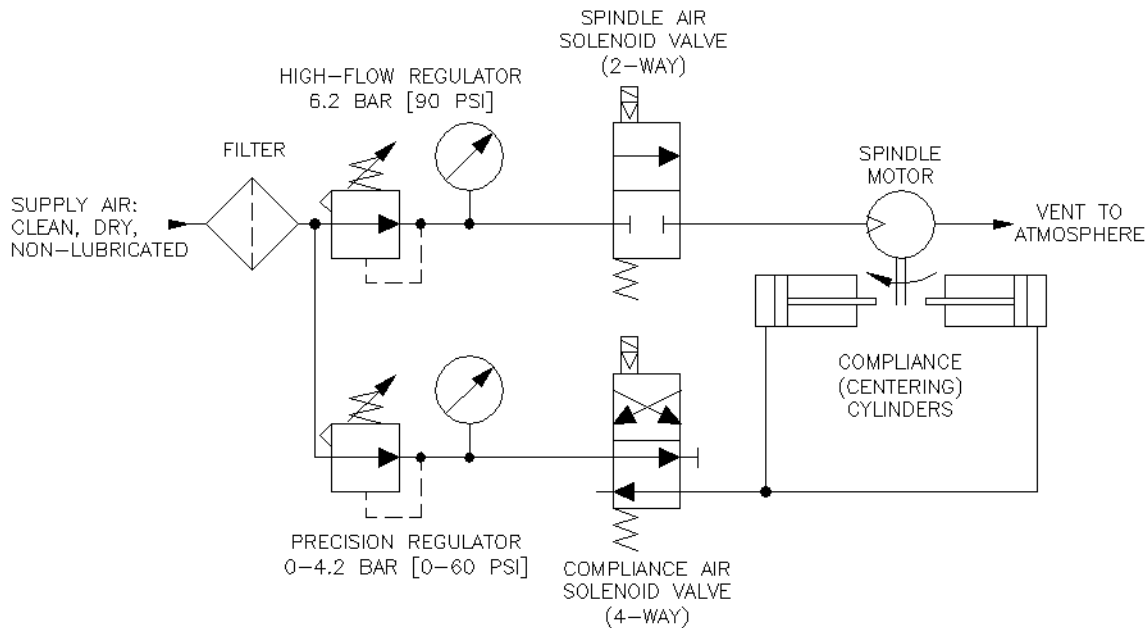 SPINDLE AIR
SOLENOID VALVE
(2-WAY)
HIGH-FLOW REGULATOR
6.2 BAR [90 PSI]
FILTER
SPINDLE
MOTOR
SUPPLY AIR:
CLEAN, DRY,
NON-LUBRICATED
VENT TO
ATMOSPHERE
COMPLIANCE
(CENTERING)
CYLINDERS
PRECISION REGULATOR
0-4.2 BAR [0-60 PSI]
COMPLIANCE AIR
SOLENOID VALVE
(4-WAY)